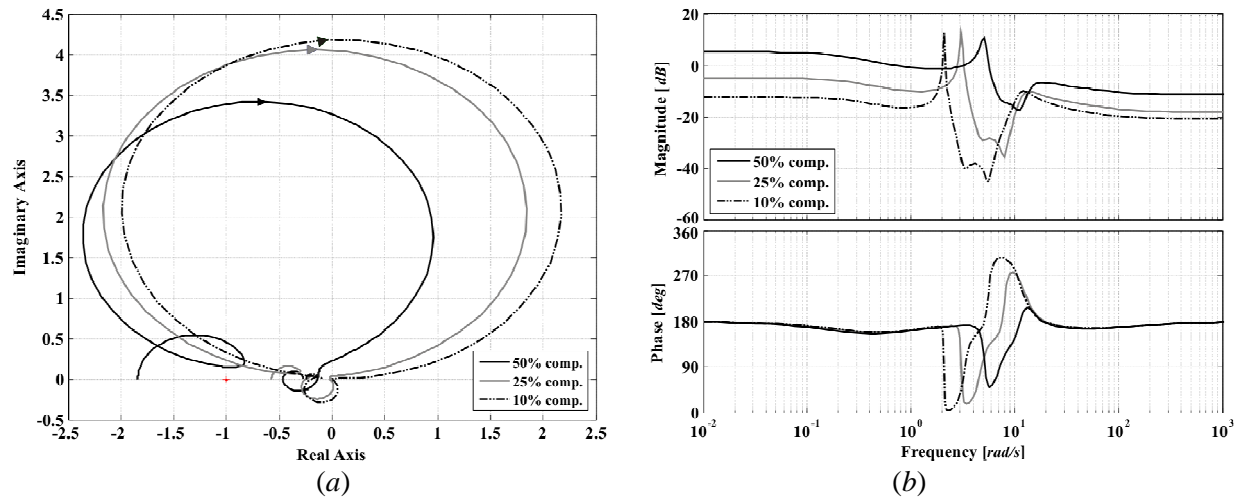 4.5
4
3.5
3
2.5
2
1.5
1
0.5
0
-0.5
Imaginary Axis
-2.5 -2 -1.5 -1 -0.5 0 0.5 1 1.5 2 2.5
Real Axis
50% comp.
25% comp.
10% comp.
(a)
20
0
-20
-40
-60
Magnitude [ dB]
50% comp.
25% comp.
10% comp.
360
270
180
90
0
Phase [deg]
10^-2 10^-1 10^0 10^1 10^2 10^3
Frequency [rad/s]
(b)